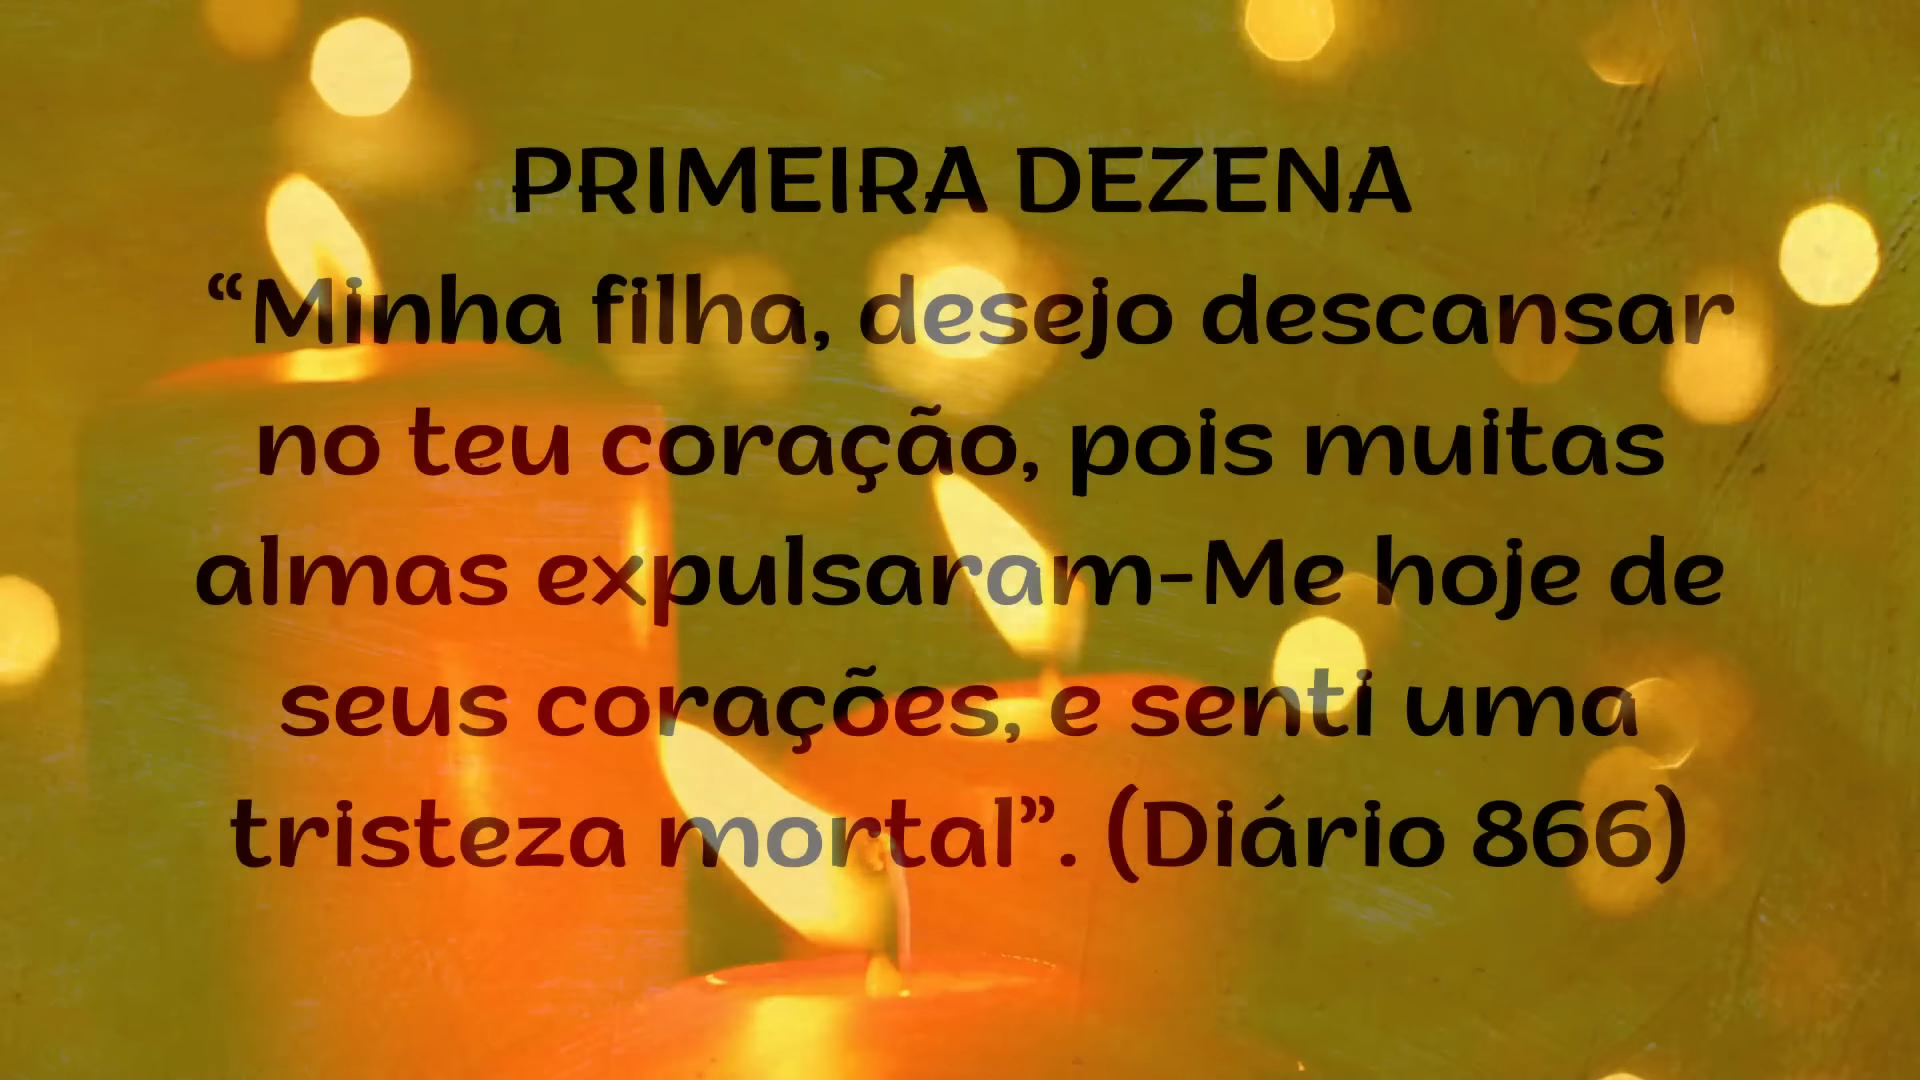 PRIMEIRA DEZENA
“Minha filha, desejo descansar
no teu coração, pois muitas
almas expulsaram-Me hoje de
seus corações, e senti uma
tristeza mortal”. (Diário 866)